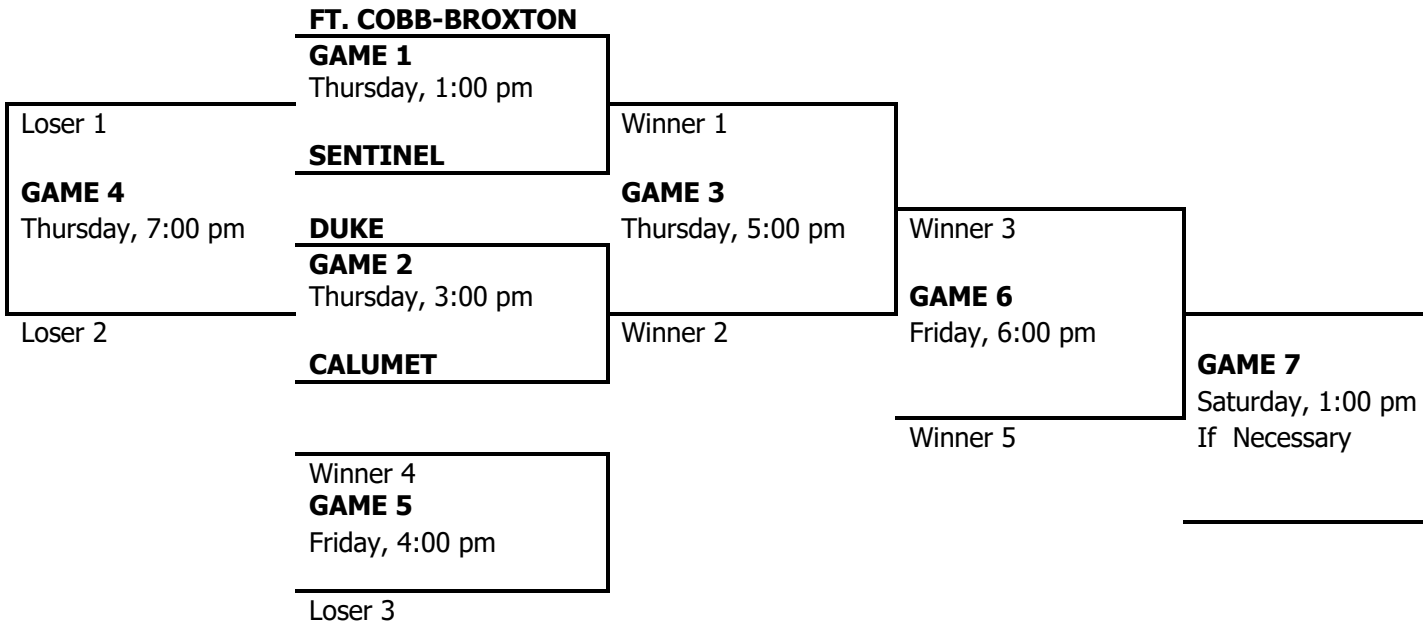 FT. COBB-BROXTON
GAME 1
Thursday, 1:00 pm
Loser 1
Winner 1
SENTINEL
GAME 4
GAME 3
Thursday, 7:00 pm
DUKE
Thursday, 5:00 pm
Winner 3
GAME 2
Thursday, 3:00 pm
GAME 6
Loser 2
Winner 2
Friday, 6:00 pm
CALUMET
GAME 7
Saturday, 1:00 pm
Winner 5
If Necessary
Winner 4
GAME 5
Friday, 4:00 pm
Loser 3